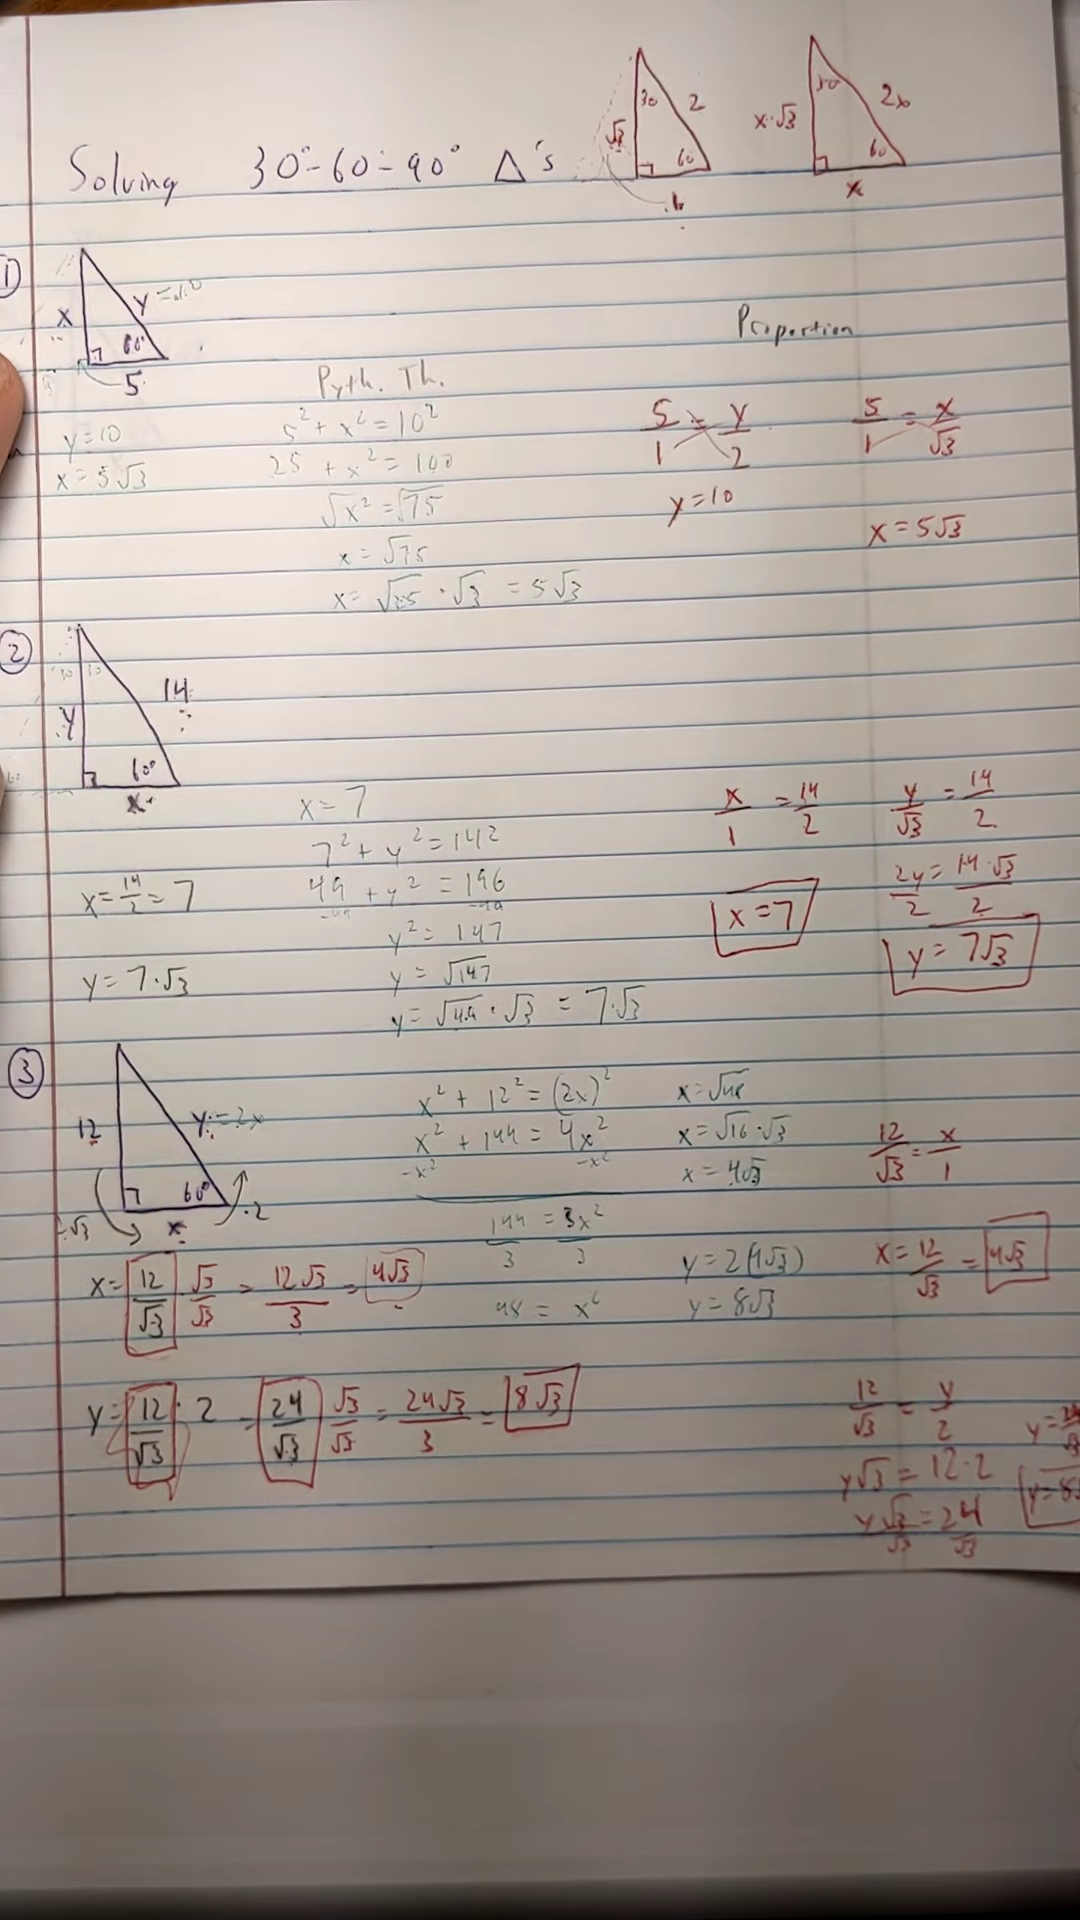 Solving 30°-60°-90° Δ's
30 2 √3 60 1
30 2x x·√3 60 x
①
x y 60° 5
y=10
x=5√3
Pyth. Th.
5² + x² = 10²
25 + x² = 100
√x² = √75
x = √75
x = √25 · √3 = 5√3
Proportion
5/1 = y/2
y=10
5/1 = x/√3
x = 5√3
②
14 y 60° x
x = 14/2 = 7
y = 7·√3
x = 7
7² + y² = 142
49 + y² = 196
-49 -49
y² = 147
y = √147
y = √49 · √3 = 7·√3
x/1 = 14/2
x = 7
y/√3 = 14/2
2y/2 = 14·√3/2
y = 7√3
③
12 y = 2x 60° x
÷√3 ·2
x² + 12² = (2x)²
x² + 144 = 4x²
-x² -x²
144/3 = 3x²/3
48 = x²
x = √48
x = √16 · √3
x = 4√3
y = 2(4√3)
y = 8√3
12/√3 = x/1
x = 12/√3 = 4√3
x = 12/√3 √3/√3 = 12√3/3 = 4√3
y = 12/√3 · 2 = 24/√3 √3/√3 = 24√3/3 = 8√3
12/√3 = y/2
y√3 = 12·2
y√3/√3 = 24/√3